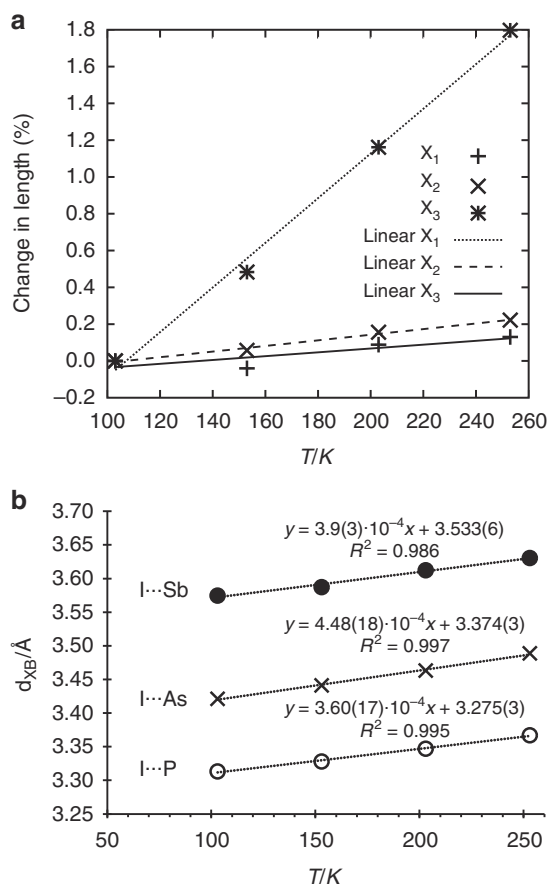 a
1.8
1.6
1.4
1.2
1.0
0.8
0.6
0.4
0.2
0.0
−0.2
Change in length (%)
X₁
X₂
X₃
Linear X₁
Linear X₂
Linear X₃
100 120 140 160 180 200 220 240 260
T/K
b
3.70
3.65
3.60
3.55
3.50
3.45
3.40
3.35
3.30
3.25
d_XB/Å
y = 3.9(3)·10⁻⁴x + 3.533(6)
R² = 0.986
I···Sb
y = 4.48(18)·10⁻⁴x + 3.374(3)
R² = 0.997
I···As
y = 3.60(17)·10⁻⁴x + 3.275(3)
R² = 0.995
I···P
50 100 150 200 250
T/K